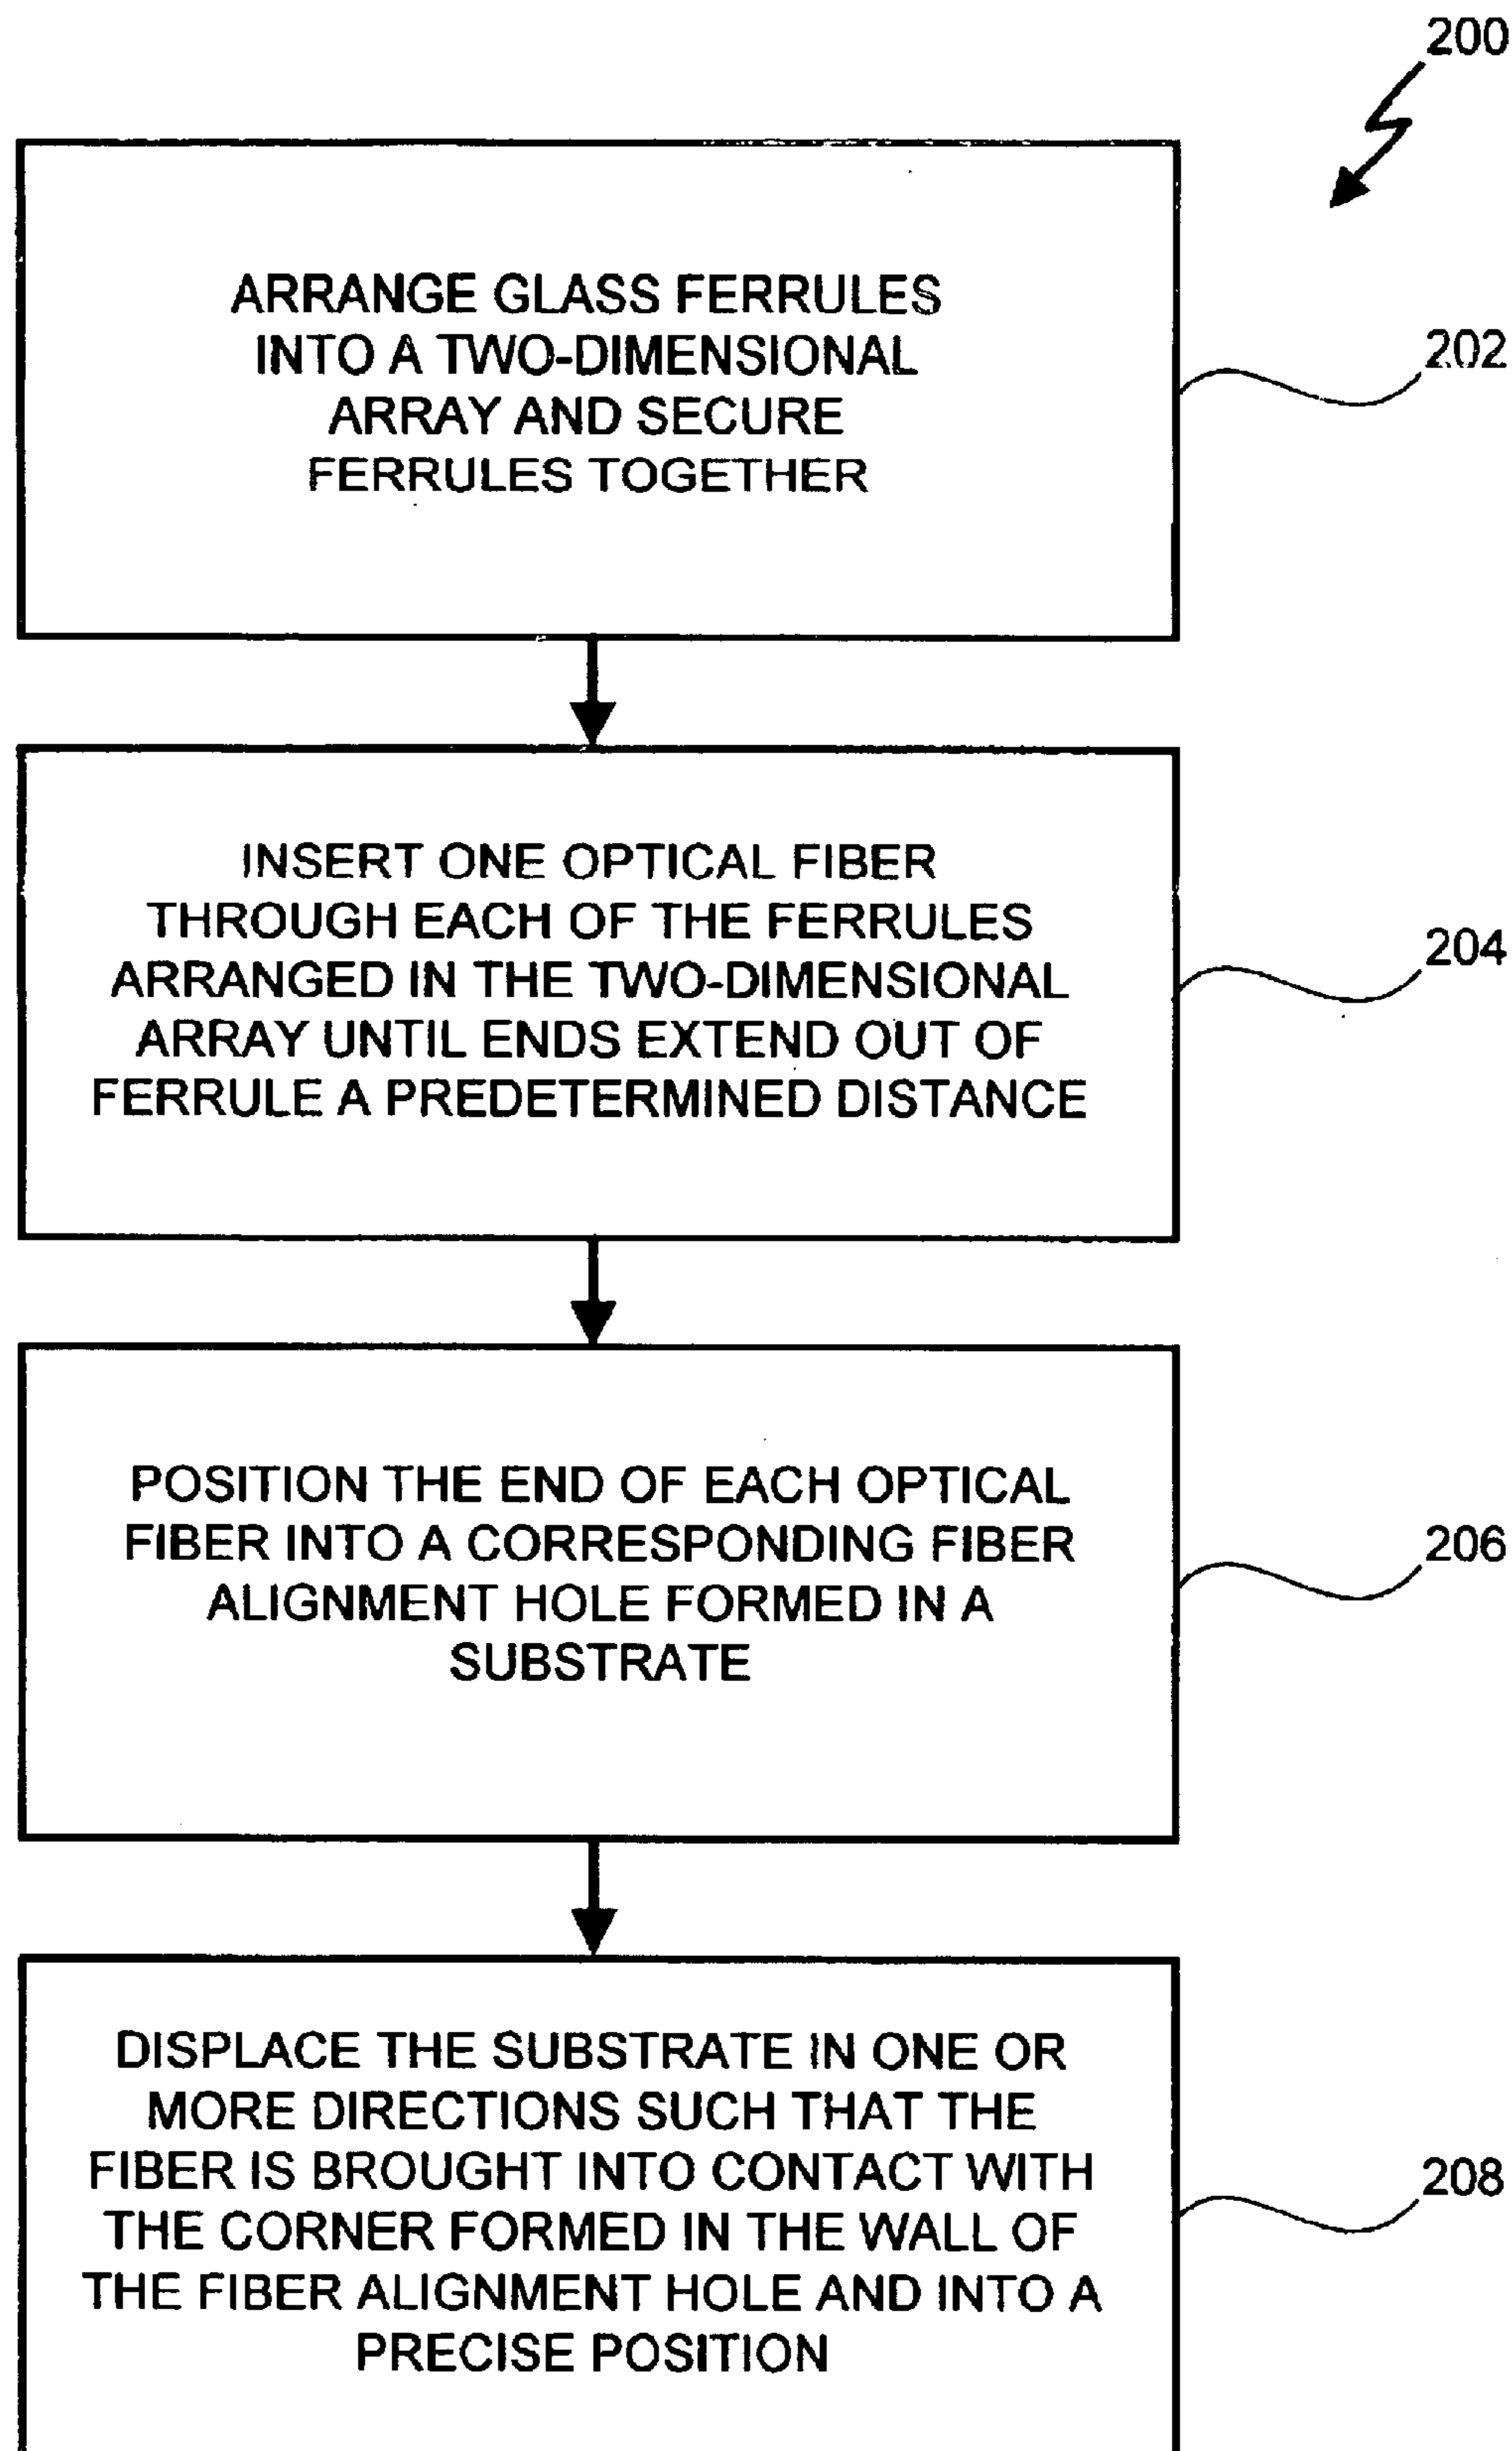 200
ARRANGE GLASS FERRULES
INTO A TWO-DIMENSIONAL
ARRAY AND SECURE
FERRULES TOGETHER
202
INSERT ONE OPTICAL FIBER
THROUGH EACH OF THE FERRULES
ARRANGED IN THE TWO-DIMENSIONAL
ARRAY UNTIL ENDS EXTEND OUT OF
FERRULE A PREDETERMINED DISTANCE
204
POSITION THE END OF EACH OPTICAL
FIBER INTO A CORRESPONDING FIBER
ALIGNMENT HOLE FORMED IN A
SUBSTRATE
206
DISPLACE THE SUBSTRATE IN ONE OR
MORE DIRECTIONS SUCH THAT THE
FIBER IS BROUGHT INTO CONTACT WITH
THE CORNER FORMED IN THE WALL OF
THE FIBER ALIGNMENT HOLE AND INTO A
PRECISE POSITION
208